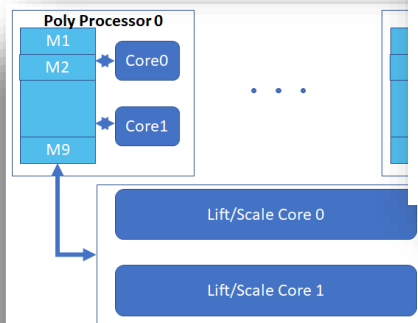 Poly Processor 0
M1
M2
Core0
Core1
M9
. . .
Lift/Scale Core 0
Lift/Scale Core 1